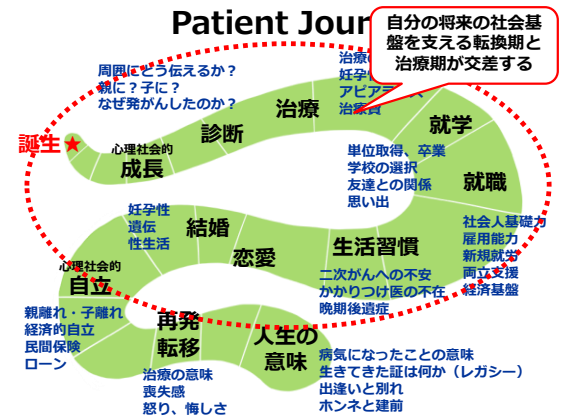 Patient Jour
自分の将来の社会基
盤を支える転換期と
治療期が交差する
周囲にどう伝えるか？
親に？子に？
なぜ発がんしたのか？
治療の
妊孕性
アピアラ
治療費
治療
診断
就学
誕生★
心理社会的
成長
単位取得、卒業
学校の選択
友達との関係
思い出
就職
妊孕性
遺伝
性生活
結婚
恋愛
生活習慣
社会人基礎力
雇用能力
新規就労
両立支援
経済基盤
心理社会的
自立
二次がんへの不安
かかりつけ医の不在
晩期後遺症
親離れ・子離れ
経済的自立
民間保険
ローン
再発
転移
人生の
意味
治療の意味
喪失感
怒り、悔しさ
病気になったことの意味
生きてきた証は何か（レガシー）
出逢いと別れ
ホンネと建前